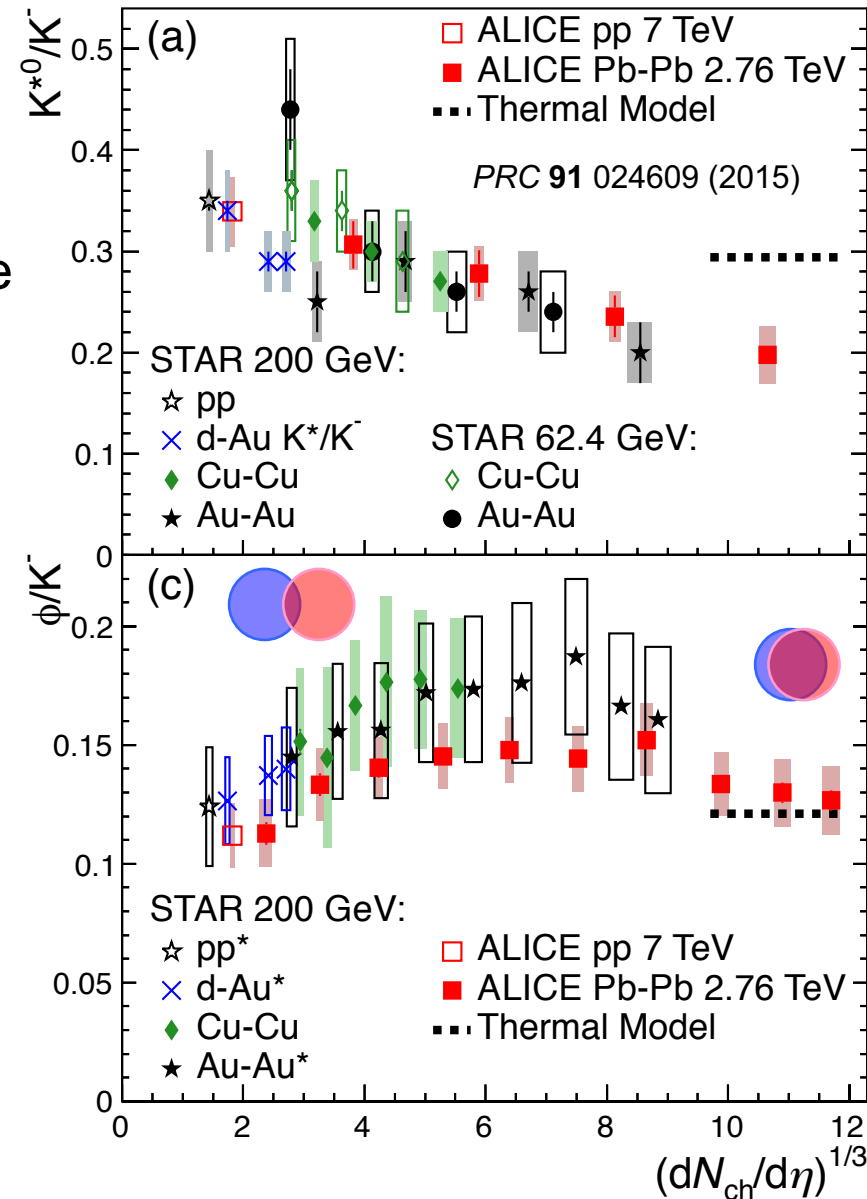 K*0/K-
0.5
0.4
0.3
0.2
0.1
0
(a)
ALICE pp 7 TeV
ALICE Pb-Pb 2.76 TeV
Thermal Model
PRC 91 024609 (2015)
e
STAR 200 GeV:
pp
d-Au K*/K-
Cu-Cu
Au-Au
STAR 62.4 GeV:
Cu-Cu
Au-Au
ϕ/K-
0.2
0.15
0.1
0.05
0
(c)
STAR 200 GeV:
pp*
d-Au*
Cu-Cu
Au-Au*
ALICE pp 7 TeV
ALICE Pb-Pb 2.76 TeV
Thermal Model
0 2 4 6 8 10 12
(dNch/dη)1/3